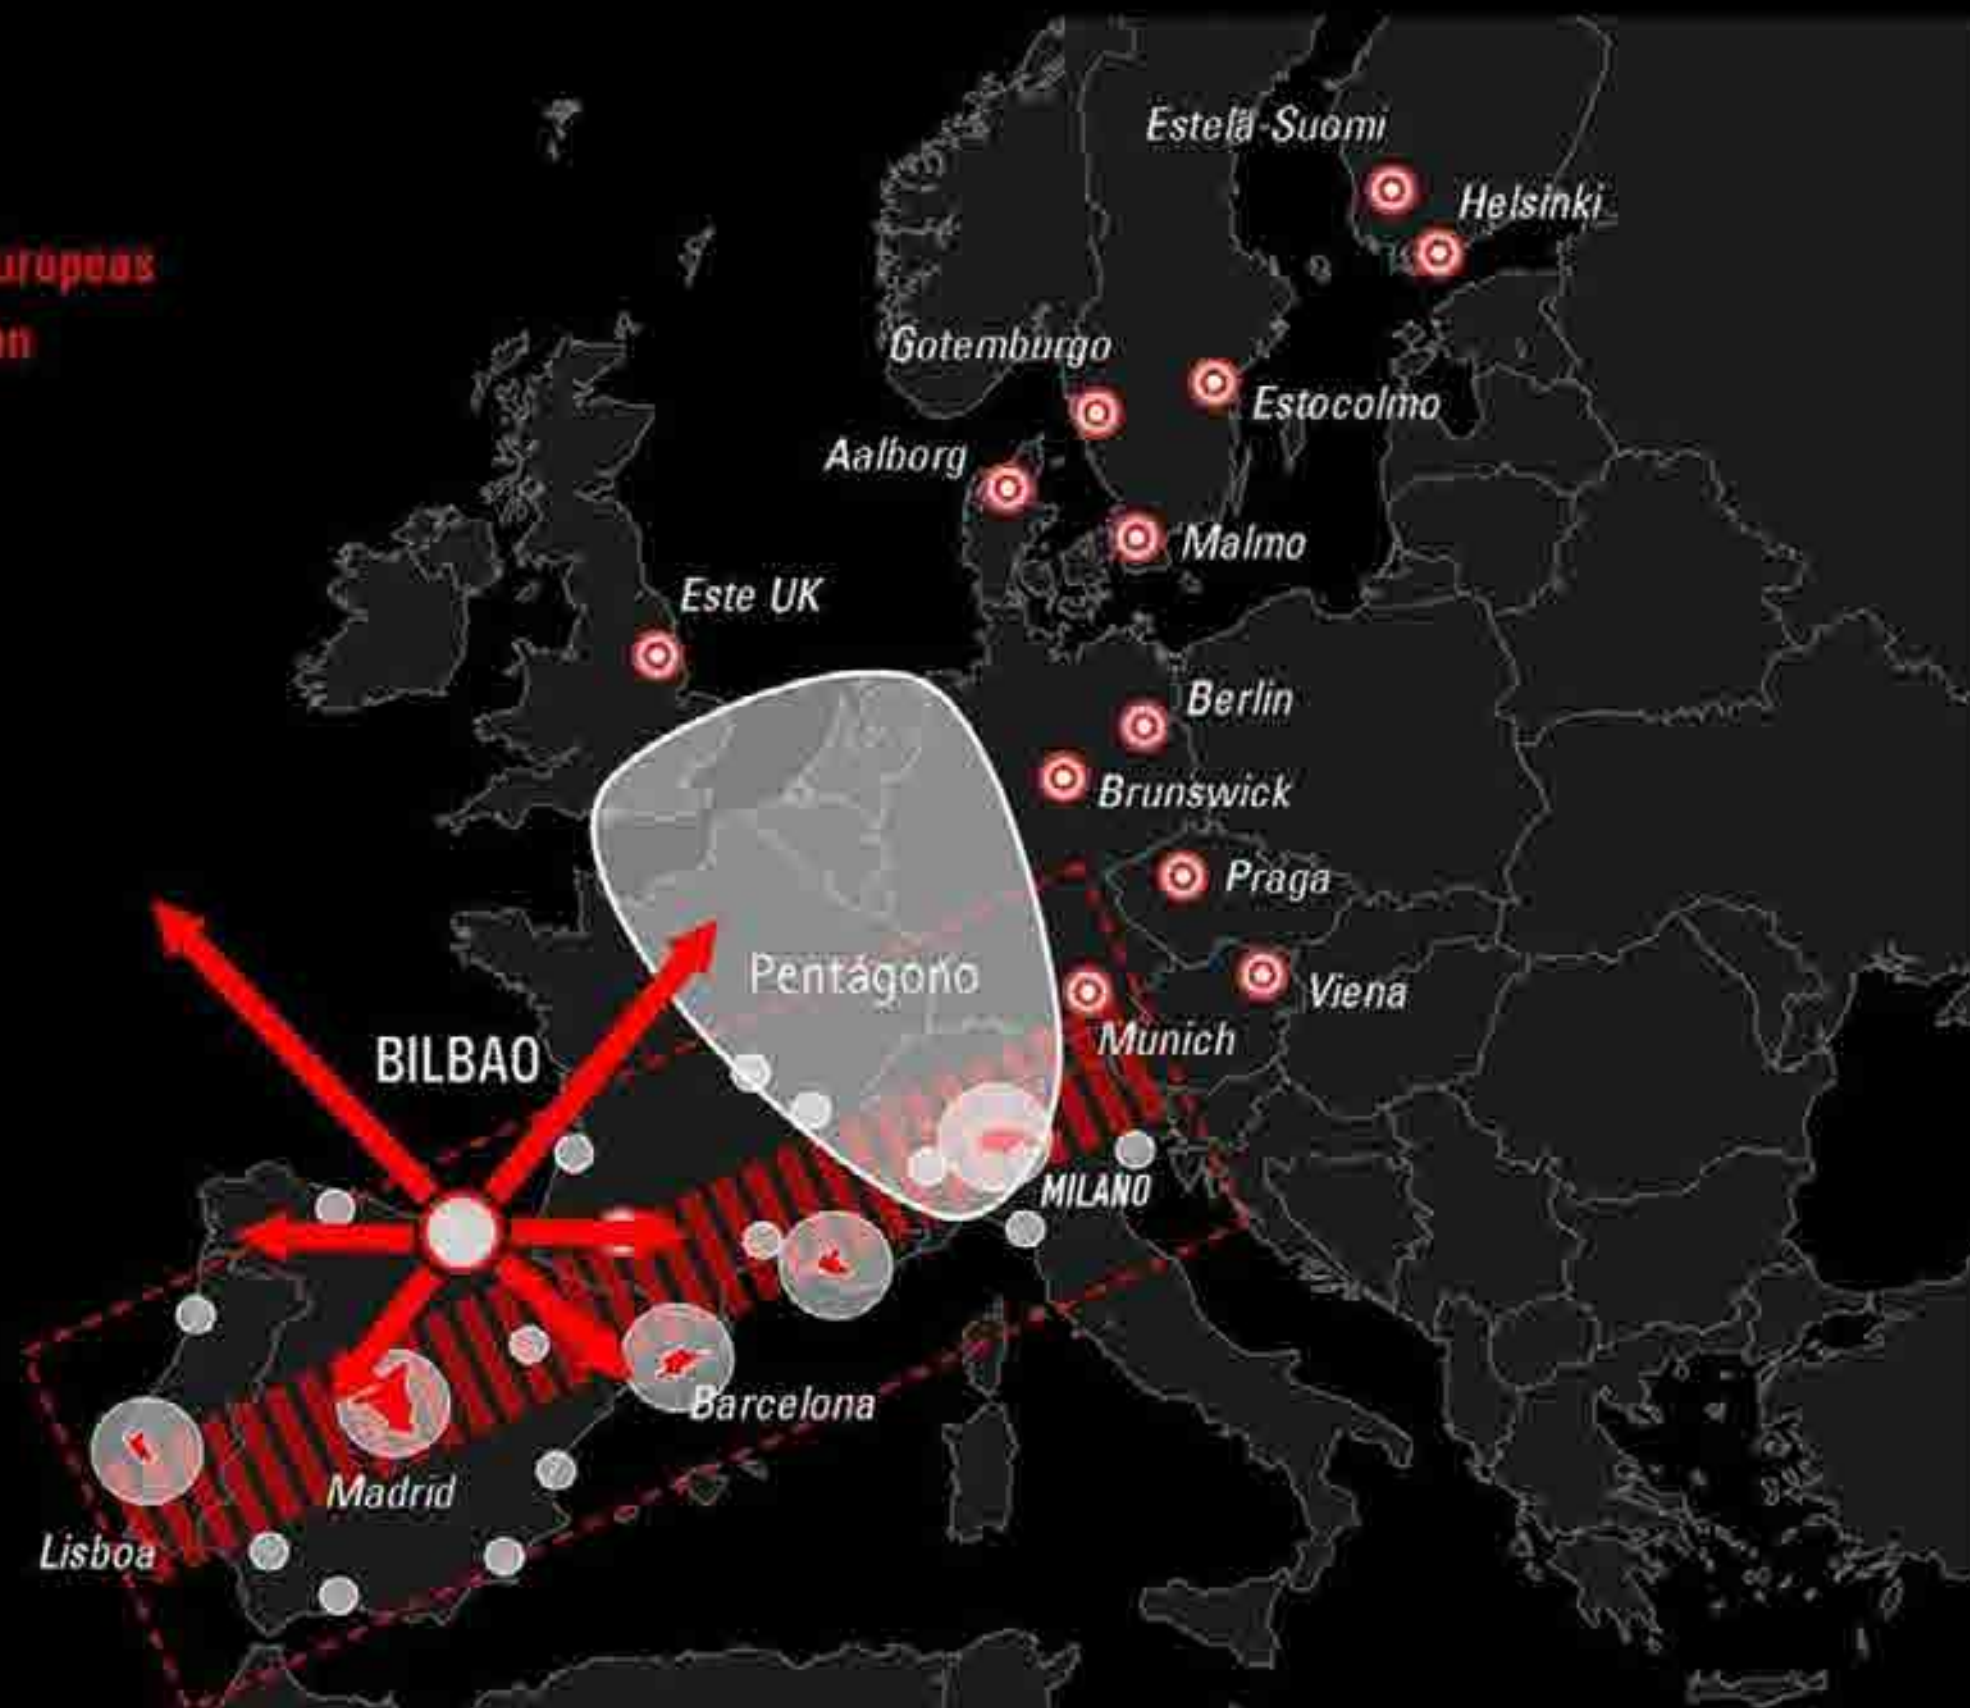 Estelä-Suomi
Helsinki
uropeas
on
Gotemburgo
Estocolmo
Aalborg
Malmo
Este UK
Berlin
Brunswick
Praga
Pentágono
Viena
Munich
BILBAO
MILANO
Barcelona
Madrid
Lisboa